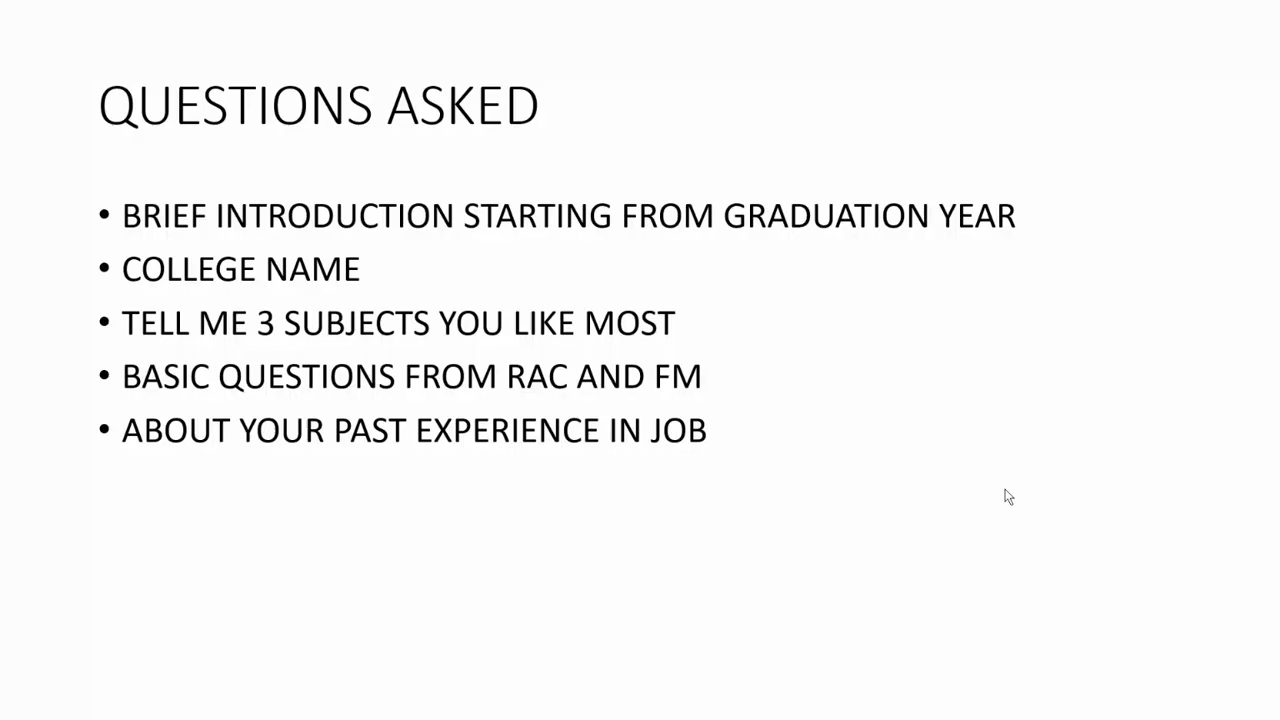 QUESTIONS ASKED
• BRIEF INTRODUCTION STARTING FROM GRADUATION YEAR
• COLLEGE NAME
• TELL ME 3 SUBJECTS YOU LIKE MOST
• BASIC QUESTIONS FROM RAC AND FM
• ABOUT YOUR PAST EXPERIENCE IN JOB